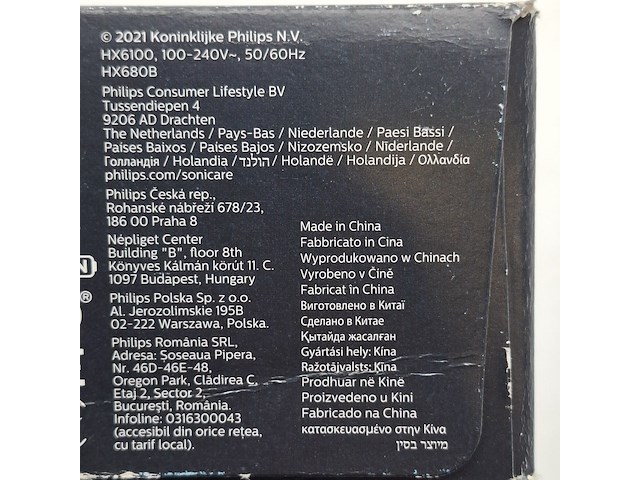 © 2021 Koninklijke Philips N.V.
HX6100, 100-240V~, 50/60Hz
HX680B
Philips Consumer Lifestyle BV
Tussendiepen 4
9206 AD Drachten
The Netherlands / Pays-Bas / Niederlande / Paesi Bassi /
Países Baixos / Países Bajos / Nizozemsko / Nīderlande /
Голландія / Holandia / הולנד / Holandë / Holandija / Ολλανδία
philips.com/sonicare
Philips Česká rep.,
Rohanské nábřeží 678/23,
186 00 Praha 8
Népliget Center
Building "B", floor 8th
Könyves Kálmán körút 11. C.
1097 Budapest, Hungary
Philips Polska Sp. z o.o.
Al. Jerozolimskie 195B
02-222 Warszawa, Polska.
Philips România SRL,
Adresa: Șoseaua Pipera,
Nr. 46D-46E-48,
Oregon Park, Clădirea C,
Etaj 2, Sector 2,
București, România.
Infoline: 0316300043
(accesibil din orice rețea,
cu tarif local).
Made in China
Fabbricato in Cina
Wyprodukowano w Chinach
Vyrobeno v Číně
Fabricat în China
Виготовлено в Китаї
Сделано в Китае
Қытайда жасалған
Gyártási hely: Kína
Ražotājvalsts: Ķīna
Prodhuar në Kinë
Proizvedeno u Kini
Fabricado na China
κατασκευασμένο στην Κίνα
מיוצר בסין